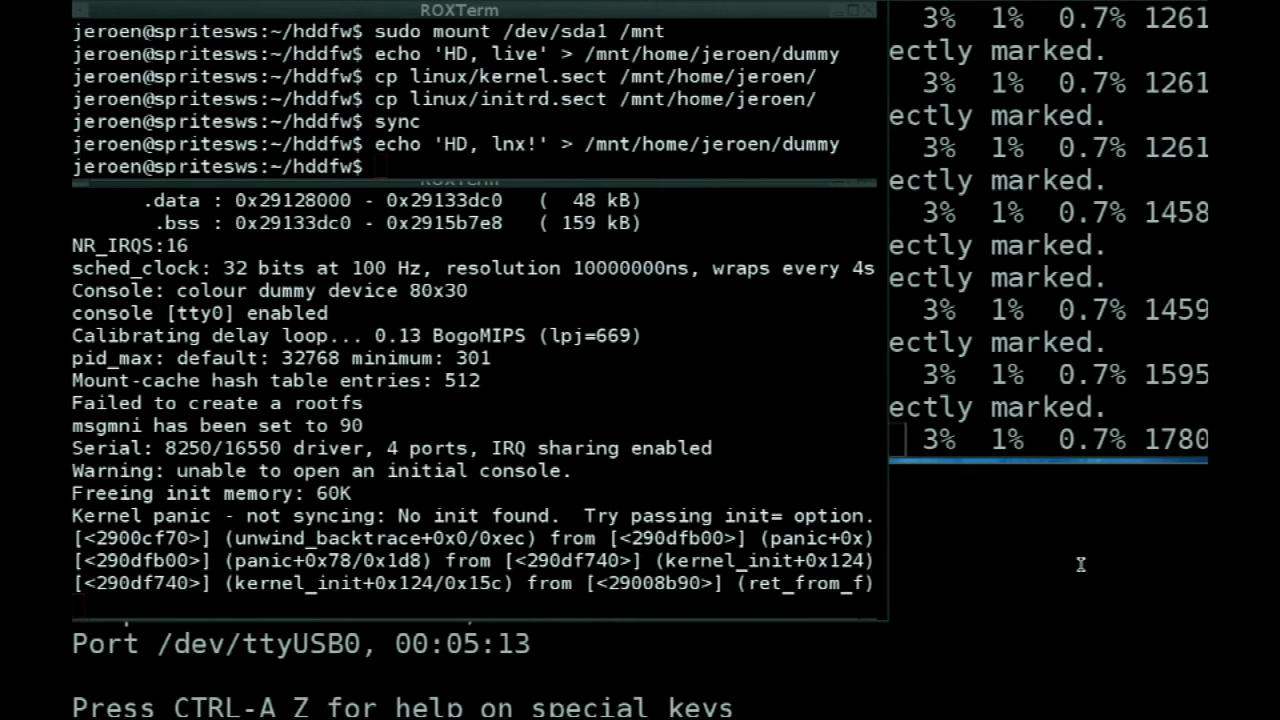 ROXTerm
jeroen@spritesws:~/hddfw$ sudo mount /dev/sda1 /mnt
jeroen@spritesws:~/hddfw$ echo 'HD, live' > /mnt/home/jeroen/dummy
jeroen@spritesws:~/hddfw$ cp linux/kernel.sect /mnt/home/jeroen/
jeroen@spritesws:~/hddfw$ cp linux/initrd.sect /mnt/home/jeroen/
jeroen@spritesws:~/hddfw$ sync
jeroen@spritesws:~/hddfw$ echo 'HD, lnx!' > /mnt/home/jeroen/dummy
jeroen@spritesws:~/hddfw$
ROXTerm
.data : 0x29128000 - 0x29133dc0 ( 48 kB)
.bss : 0x29133dc0 - 0x2915b7e8 ( 159 kB)
NR_IRQS:16
sched_clock: 32 bits at 100 Hz, resolution 10000000ns, wraps every 4s
Console: colour dummy device 80x30
console [tty0] enabled
Calibrating delay loop... 0.13 BogoMIPS (lpj=669)
pid_max: default: 32768 minimum: 301
Mount-cache hash table entries: 512
Failed to create a rootfs
msgmni has been set to 90
Serial: 8250/16550 driver, 4 ports, IRQ sharing enabled
Warning: unable to open an initial console.
Freeing init memory: 60K
Kernel panic - not syncing: No init found.  Try passing init= option.
[<2900cf70>] (unwind_backtrace+0x0/0xec) from [<290dfb00>] (panic+0x)
[<290dfb00>] (panic+0x78/0x1d8) from [<290df740>] (kernel_init+0x124)
[<290df740>] (kernel_init+0x124/0x15c) from [<29008b90>] (ret_from_f)
Port /dev/ttyUSB0, 00:05:13
Press CTRL-A Z for help on special keys
3% 1% 0.7% 1261
ectly marked.
3% 1% 0.7% 1261
ectly marked.
3% 1% 0.7% 1261
ectly marked.
3% 1% 0.7% 1458
ectly marked.
ectly marked.
3% 1% 0.7% 1459
ectly marked.
3% 1% 0.7% 1595
ectly marked.
3% 1% 0.7% 1780